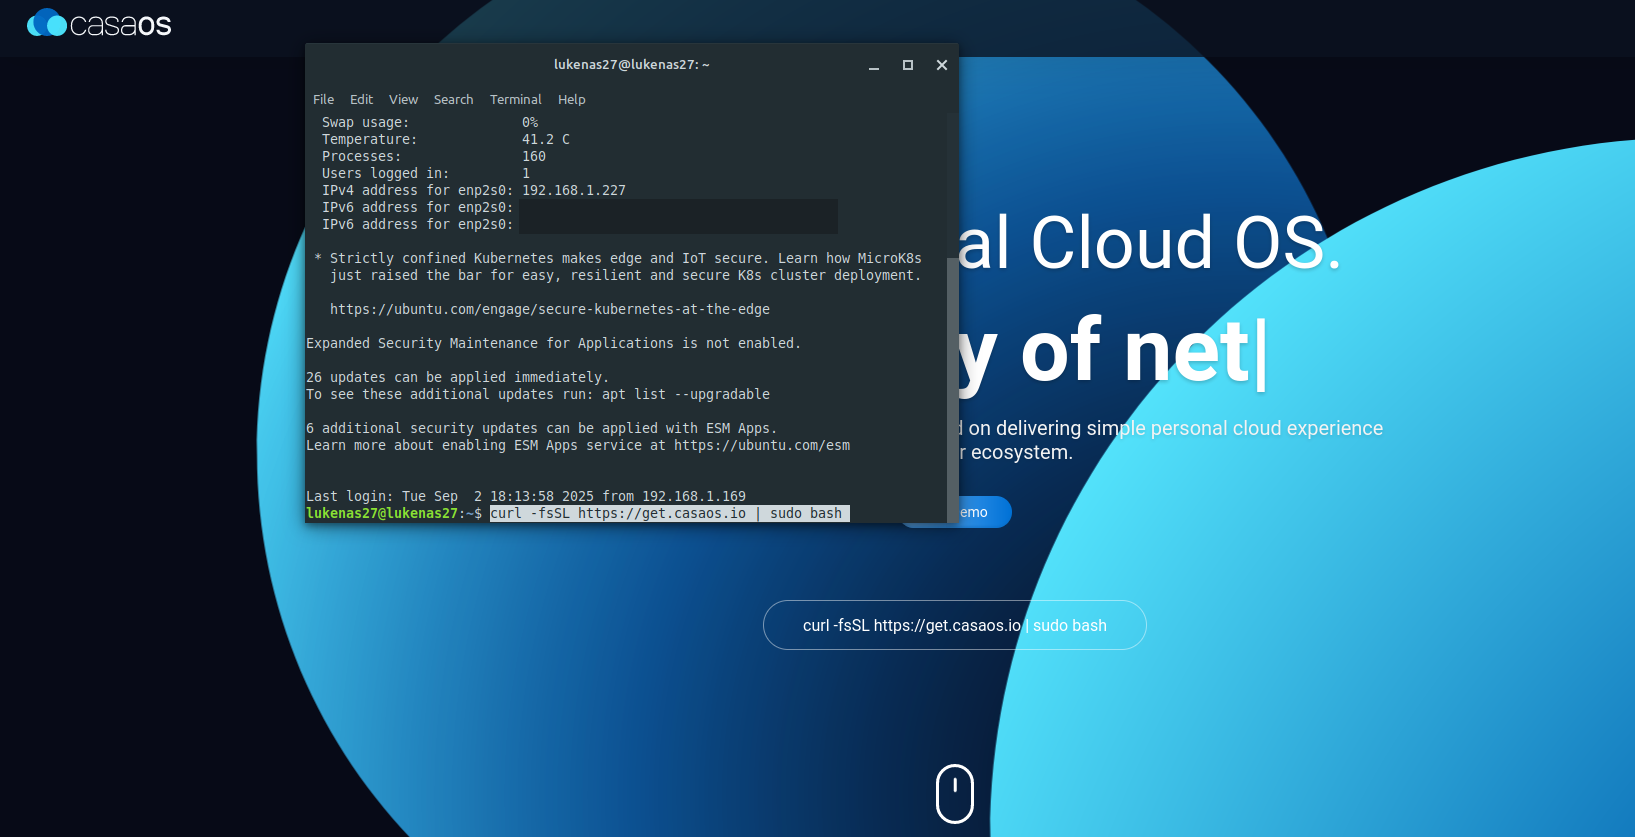 casaos
lukenas27@lukenas27: ~
File Edit View Search Terminal Help
Swap usage: 0%
Temperature: 41.2 C
Processes: 160
Users logged in: 1
IPv4 address for enp2s0: 192.168.1.227
IPv6 address for enp2s0:
IPv6 address for enp2s0:
* Strictly confined Kubernetes makes edge and IoT secure. Learn how MicroK8s
just raised the bar for easy, resilient and secure K8s cluster deployment.
https://ubuntu.com/engage/secure-kubernetes-at-the-edge
Expanded Security Maintenance for Applications is not enabled.
26 updates can be applied immediately.
To see these additional updates run: apt list --upgradable
6 additional security updates can be applied with ESM Apps.
Learn more about enabling ESM Apps service at https://ubuntu.com/esm
Last login: Tue Sep  2 18:13:58 2025 from 192.168.1.169
lukenas27@lukenas27:~$ curl -fsSL https://get.casaos.io | sudo bash
al Cloud OS.
y of net|
d on delivering simple personal cloud experience
r ecosystem.
emo
curl -fsSL https://get.casaos.io | sudo bash